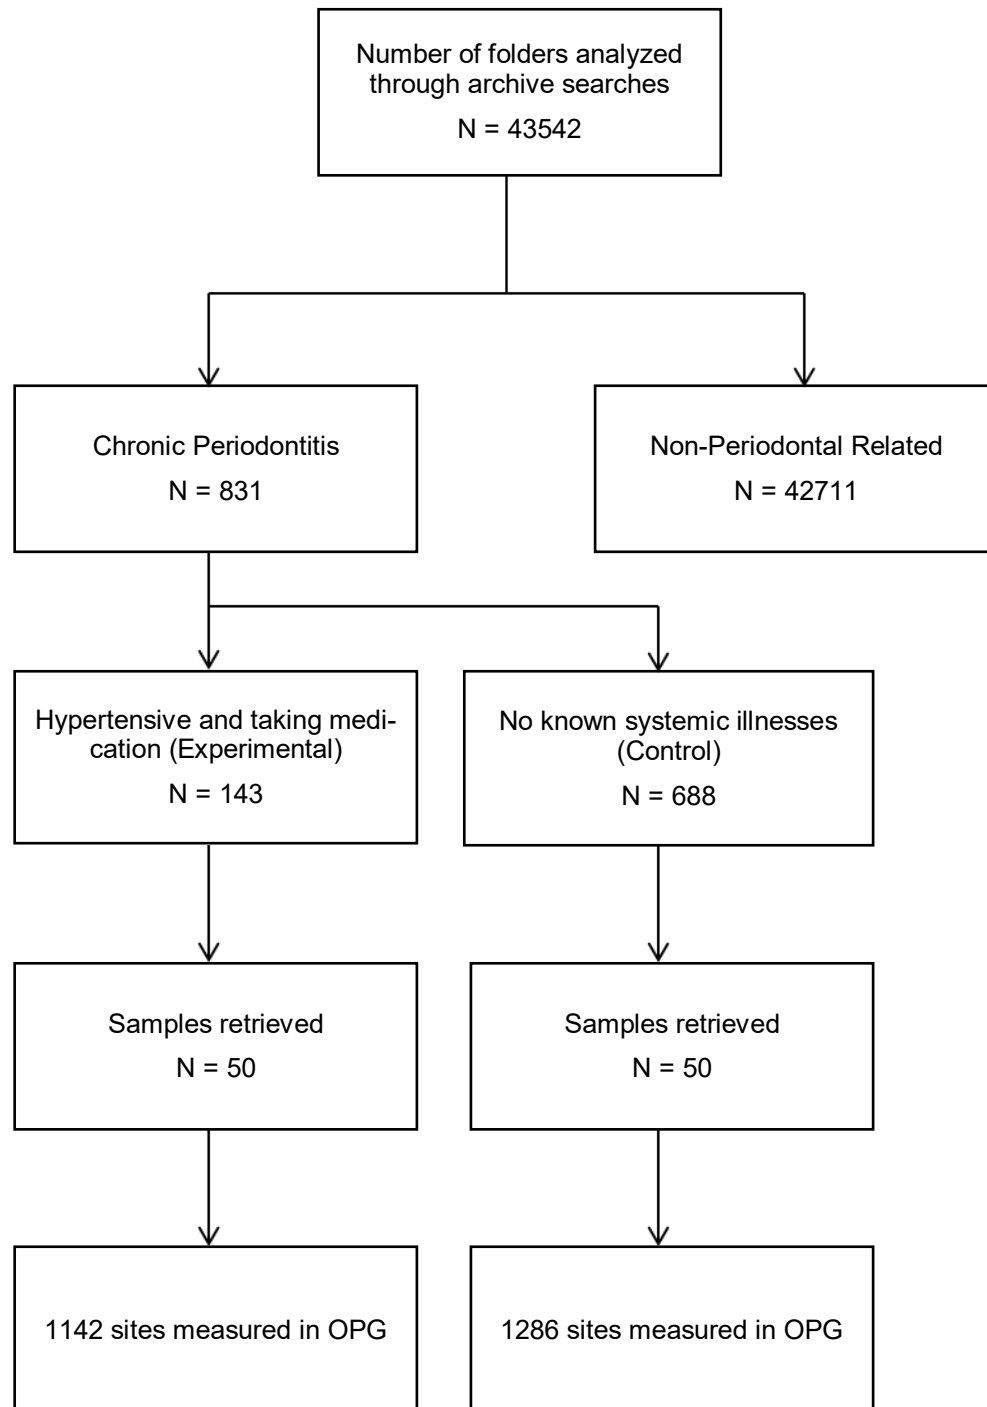 Number of folders analyzed
through archive searches
N = 43542
Chronic Periodontitis
N = 831
Non-Periodontal Related
N = 42711
Hypertensive and taking medi-
cation (Experimental)
N = 143
No known systemic illnesses
(Control)
N = 688
Samples retrieved
N = 50
Samples retrieved
N = 50
1142 sites measured in OPG
1286 sites measured in OPG